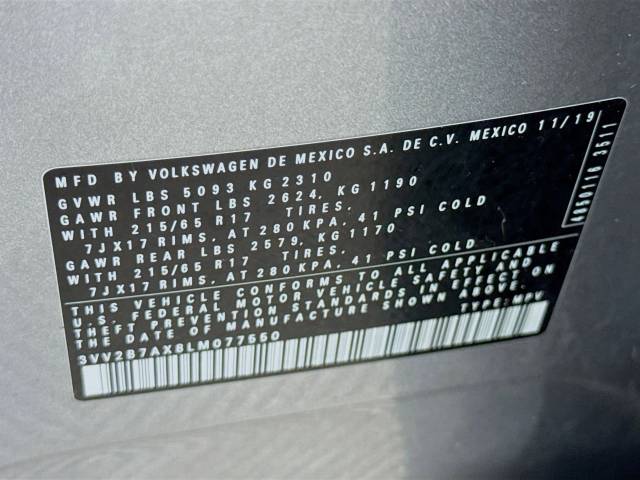 MFD BY VOLKSWAGEN DE MEXICO S.A. DE C.V. MEXICO 11/19
GVWR LBS 5093 KG 2310
GAWR FRONT LBS 2624, KG 1190
WITH 215/65 R17 TIRES.
7JX17 RIMS, AT 280 KPA, 41 PSI COLD
GAWR REAR LBS 2579, KG 1170
WITH 215/65 R17 TIRES.
7JX17 RIMS, AT 280 KPA, 41 PSI COLD
THIS VEHICLE CONFORMS TO ALL APPLICABLE
U.S. FEDERAL MOTOR VEHICLE SAFETY AND
THEFT PREVENTION STANDARDS IN EFFECT ON
THE DATE OF MANUFACTURE SHOWN ABOVE.
TYPE: MPV
3VV2B7AX8LM077550
3511